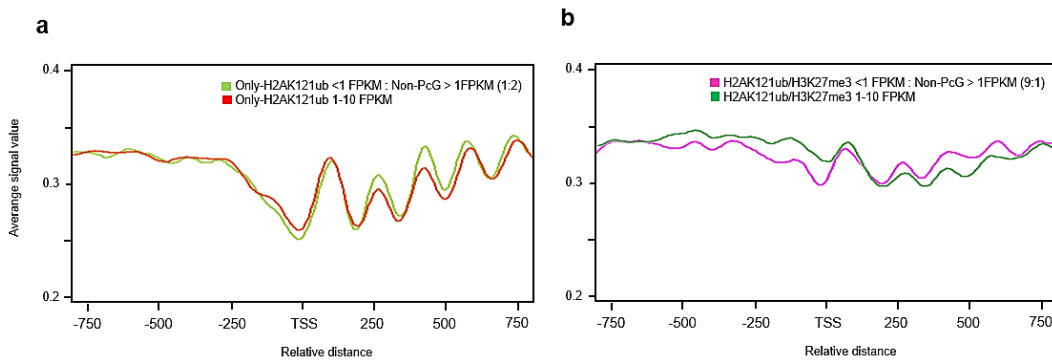 a
b
0.4
0.3
0.2
Averange signal value
Only-H2AK121ub <1 FPKM : Non-PcG > 1FPKM (1:2)
Only-H2AK121ub 1-10 FPKM
-750 -500 -250 TSS 250 500 750
Relative distance
0.4
0.3
0.2
H2AK121ub/H3K27me3 <1 FPKM : Non-PcG > 1FPKM (9:1)
H2AK121ub/H3K27me3 1-10 FPKM
-750 -500 -250 TSS 250 500 750
Relative distance